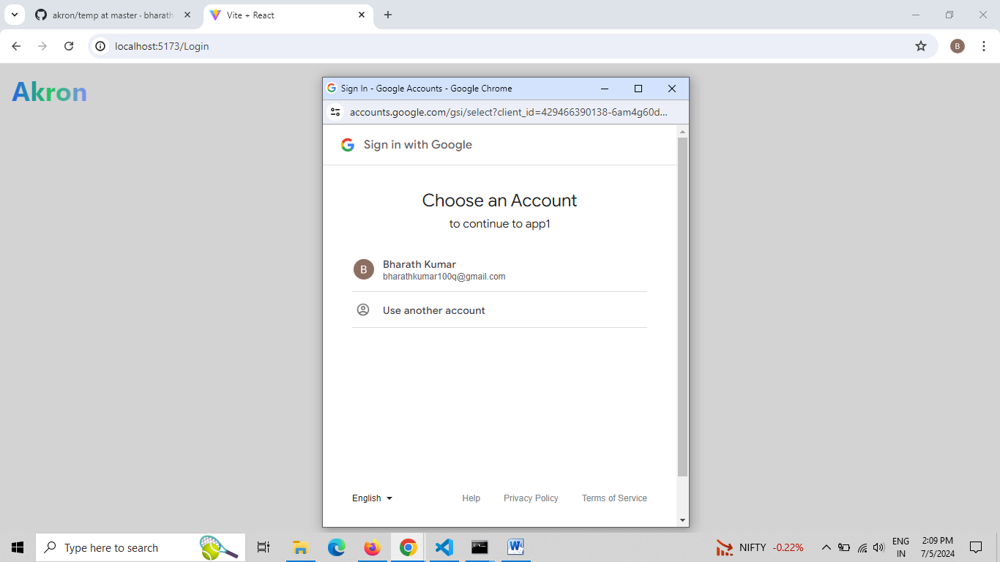 akron/temp at master · bharath
Vite + React
localhost:5173/Login
B
Akron
Sign In - Google Accounts - Google Chrome
accounts.google.com/gsi/select?client_id=429466390138-6am4g60d...
Sign in with Google
Choose an Account
to continue to app1
B
Bharath Kumar
bharathkumar100q@gmail.com
Use another account
English
Help
Privacy Policy
Terms of Service
Type here to search
NIFTY -0.22%
ENG
IN
2:09 PM
7/5/2024